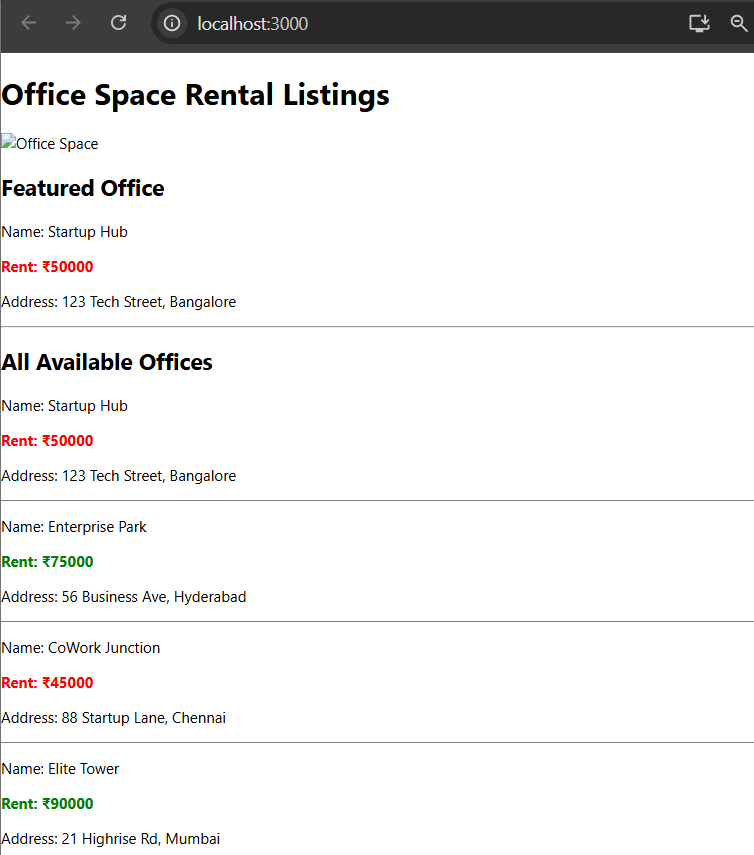 localhost:3000
Office Space Rental Listings
Office Space
Featured Office
Name: Startup Hub
Rent: ₹50000
Address: 123 Tech Street, Bangalore
All Available Offices
Name: Startup Hub
Rent: ₹50000
Address: 123 Tech Street, Bangalore
Name: Enterprise Park
Rent: ₹75000
Address: 56 Business Ave, Hyderabad
Name: CoWork Junction
Rent: ₹45000
Address: 88 Startup Lane, Chennai
Name: Elite Tower
Rent: ₹90000
Address: 21 Highrise Rd, Mumbai